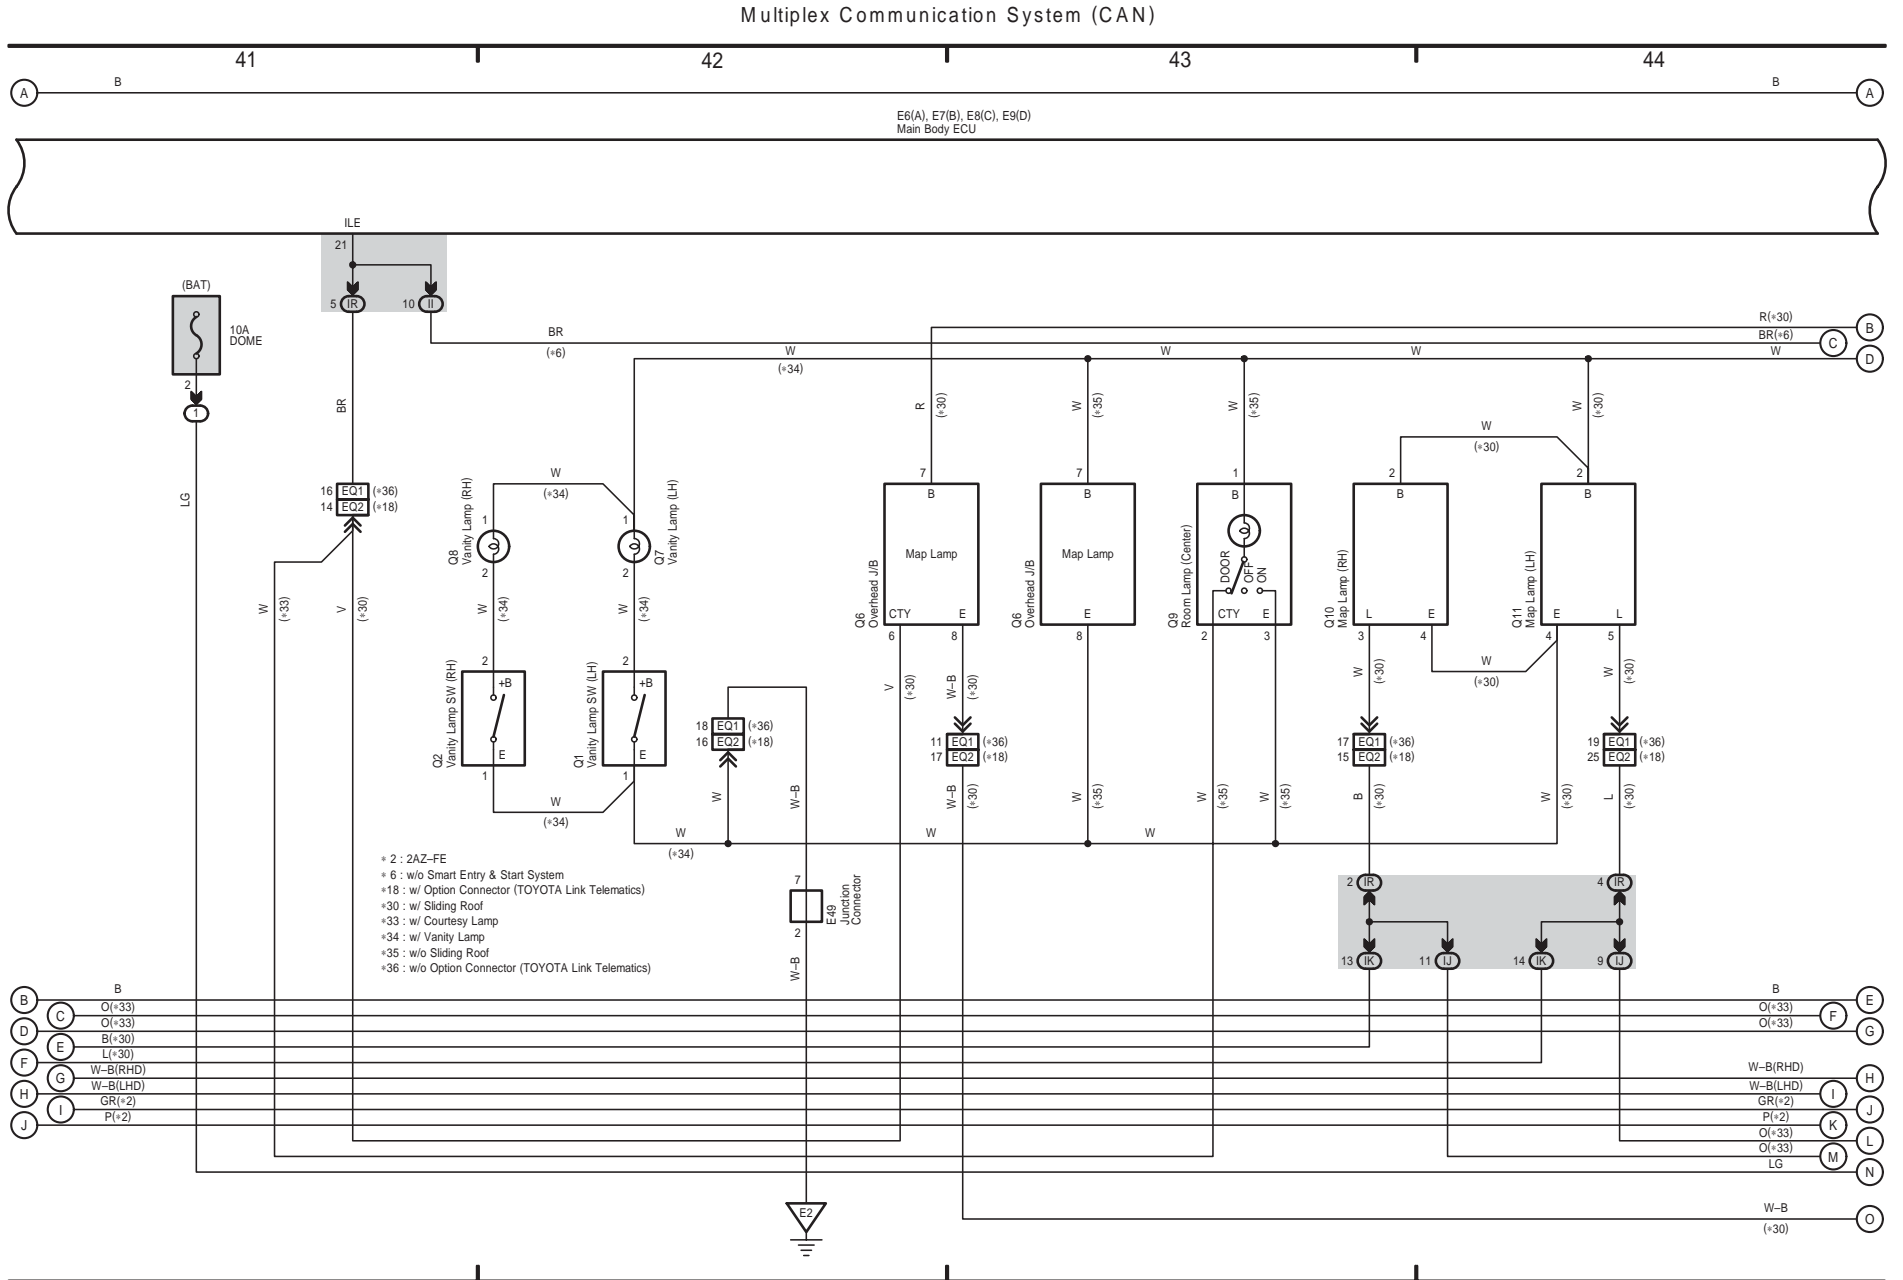 Multiplex Communication System (CAN)
41
42
43
44
A
B
B
A
E6(A), E7(B), E8(C), E9(D)
Main Body ECU
ILE
21
5
IR
10
II
(BAT)
10A
DOME
2
1
LG
BR
BR
(∗6)
W
(∗34)
W
W
R(∗30)
B
BR(∗6)
C
W
D
R
(∗30)
W
(∗35)
W
(∗35)
W
(∗30)
W
(∗30)
16
EQ1
(∗36)
14
EQ2
(∗18)
W
(∗33)
V
(∗30)
W
(∗34)
1
Q8
Vanity Lamp (RH)
2
W
(∗34)
1
Q7
Vanity Lamp (LH)
2
W
(∗34)
2
+B
E
1
Q2
Vanity Lamp SW (RH)
2
+B
E
1
Q1
Vanity Lamp SW (LH)
W
(∗34)
W
(∗34)
18
EQ1
(∗36)
16
EQ2
(∗18)
W
W–B
7
2
E49
Junction
Connector
W–B
E2
7
B
Map Lamp
CTY
E
6
8
Q6
Overhead J/B
V
(∗30)
W–B
(∗30)
11
EQ1
(∗36)
17
EQ2
(∗18)
W–B
(∗30)
W
7
B
Map Lamp
E
8
Q6
Overhead J/B
W
(∗35)
W
1
B
DOOR
OFF
ON
CTY
E
2
3
Q9
Room Lamp (Center)
W
(∗35)
W
(∗35)
2
B
L
E
3
4
Q10
Map Lamp (RH)
W
(∗30)
W
(∗30)
17
EQ1
(∗36)
15
EQ2
(∗18)
B
(∗30)
2
B
E
L
4
5
Q11
Map Lamp (LH)
W
(∗30)
W
(∗30)
19
EQ1
(∗36)
25
EQ2
(∗18)
L
(∗30)
2
IR
4
IR
13
IK
11
IJ
14
IK
9
IJ
∗ 2 : 2AZ–FE
∗ 6 : w/o Smart Entry & Start System
∗18 : w/ Option Connector (TOYOTA Link Telematics)
∗30 : w/ Sliding Roof
∗33 : w/ Courtesy Lamp
∗34 : w/ Vanity Lamp
∗35 : w/o Sliding Roof
∗36 : w/o Option Connector (TOYOTA Link Telematics)
B
B
B
E
C
O(∗33)
O(∗33)
F
D
O(∗33)
O(∗33)
G
E
B(∗30)
F
L(∗30)
G
W–B(RHD)
W–B(RHD)
H
H
W–B(LHD)
W–B(LHD)
I
I
GR(∗2)
GR(∗2)
J
J
P(∗2)
P(∗2)
K
O(∗33)
L
O(∗33)
M
LG
N
W–B
(∗30)
O